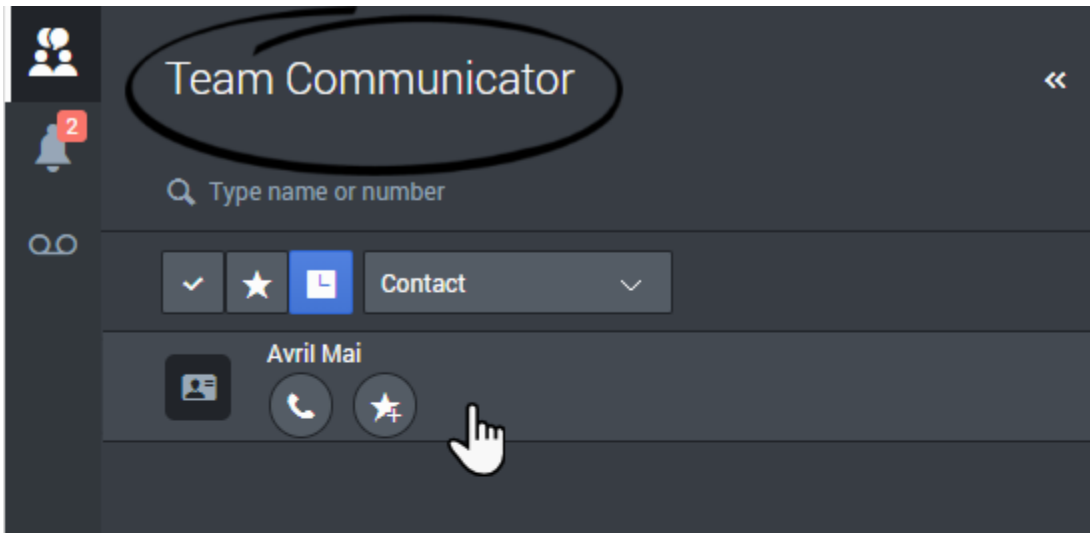 Team Communicator
2
Type name or number
Contact
Avril Mai